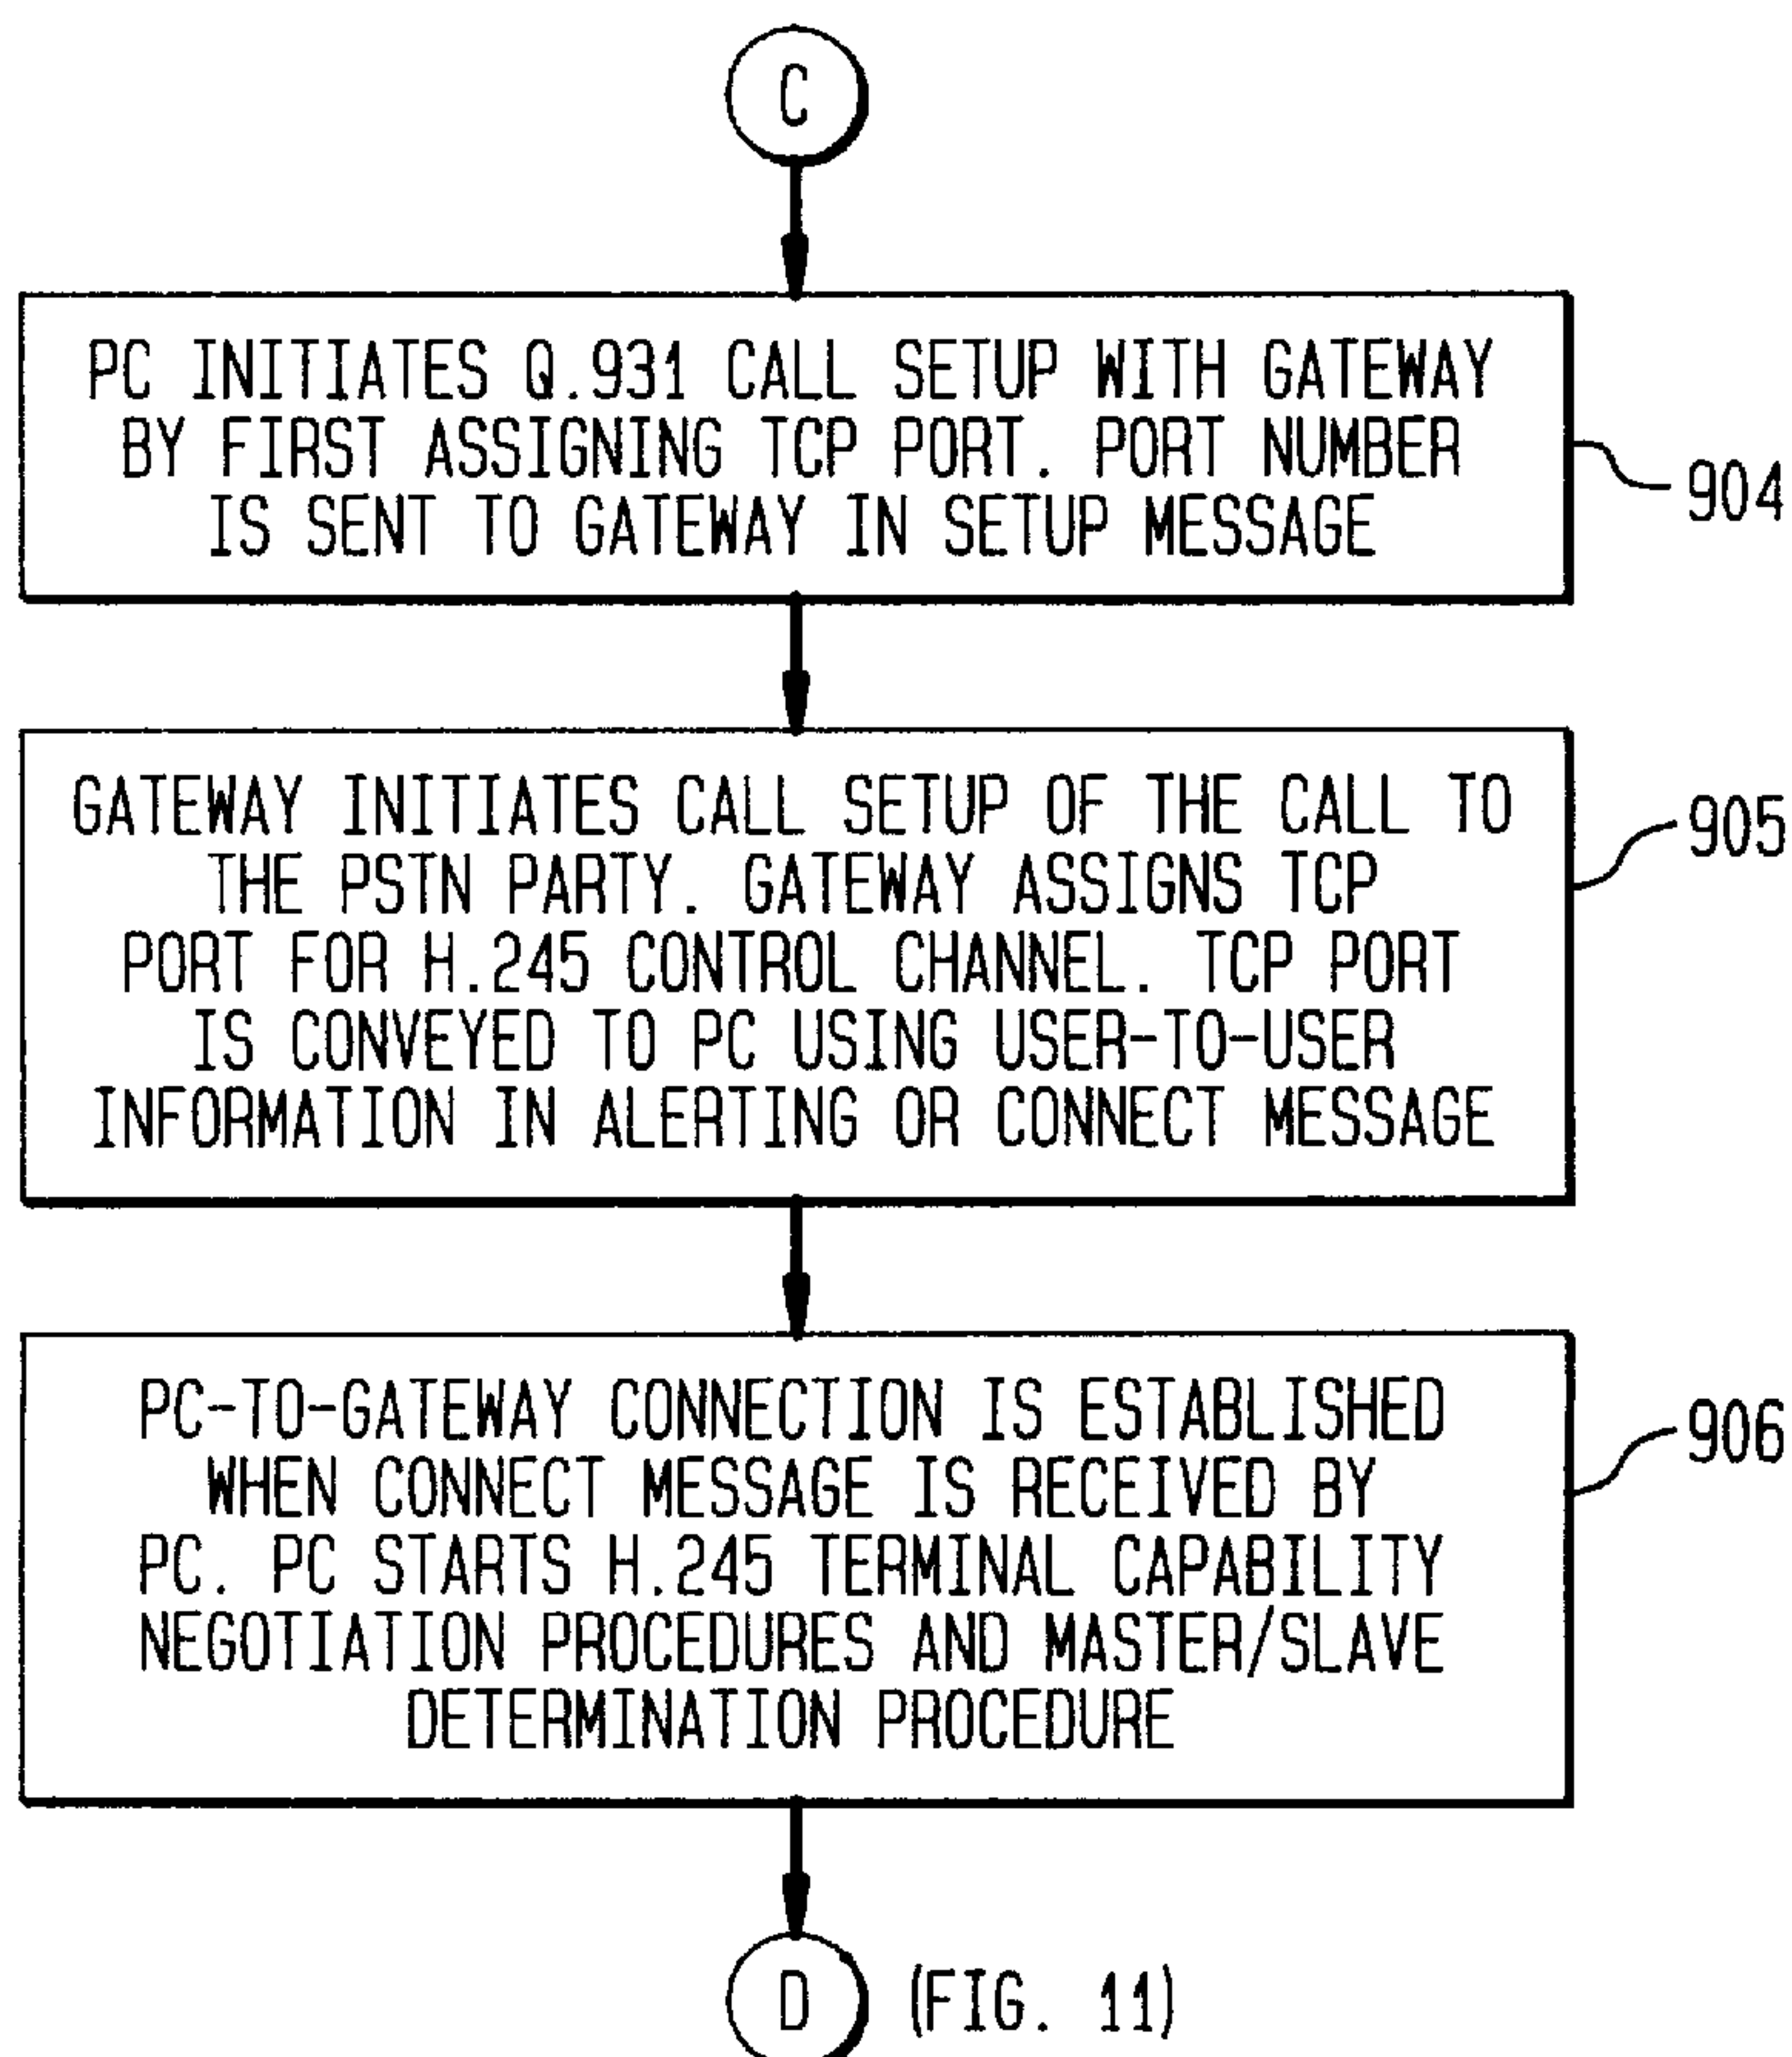 C
PC INITIATES Q.931 CALL SETUP WITH GATEWAY
BY FIRST ASSIGNING TCP PORT. PORT NUMBER
IS SENT TO GATEWAY IN SETUP MESSAGE
904
GATEWAY INITIATES CALL SETUP OF THE CALL TO
THE PSTN PARTY. GATEWAY ASSIGNS TCP
PORT FOR H.245 CONTROL CHANNEL. TCP PORT
IS CONVEYED TO PC USING USER-TO-USER
INFORMATION IN ALERTING OR CONNECT MESSAGE
905
PC-TO-GATEWAY CONNECTION IS ESTABLISHED
WHEN CONNECT MESSAGE IS RECEIVED BY
PC. PC STARTS H.245 TERMINAL CAPABILITY
NEGOTIATION PROCEDURES AND MASTER/SLAVE
DETERMINATION PROCEDURE
906
D (FIG. 11)